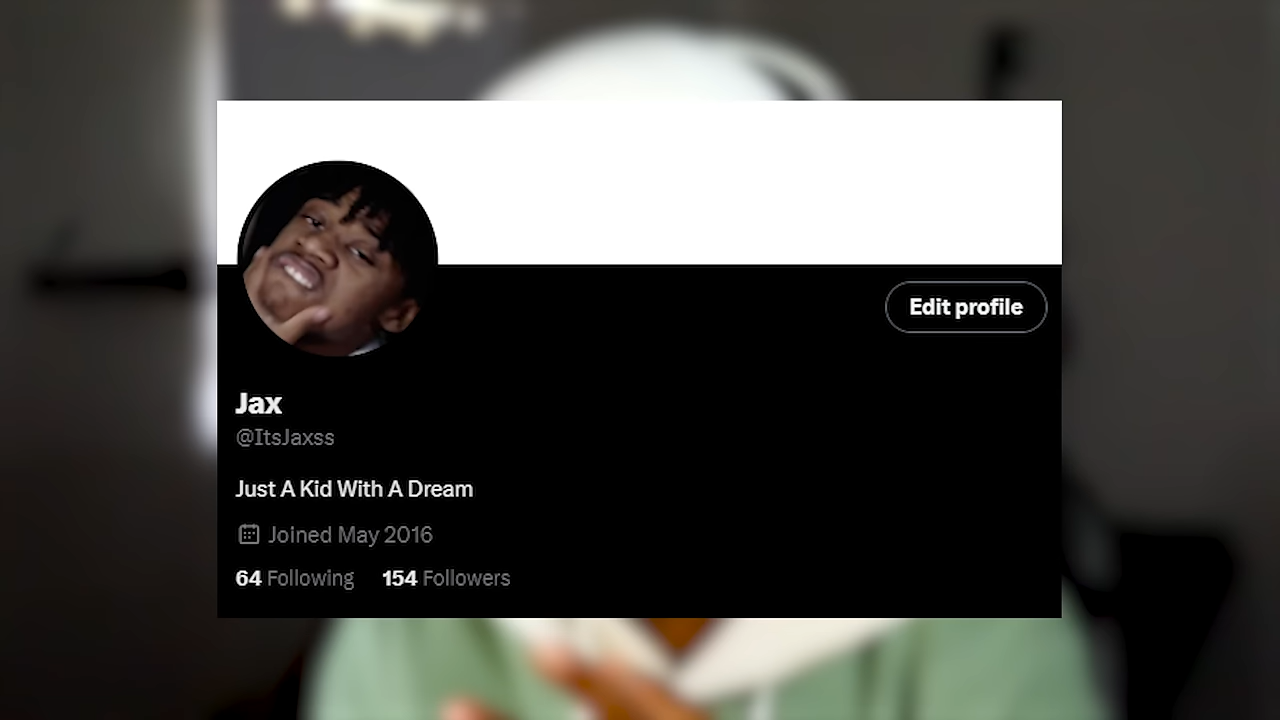 Edit profile
Jax
@ItsJaxss
Just A Kid With A Dream
Joined May 2016
64 Following 154 Followers